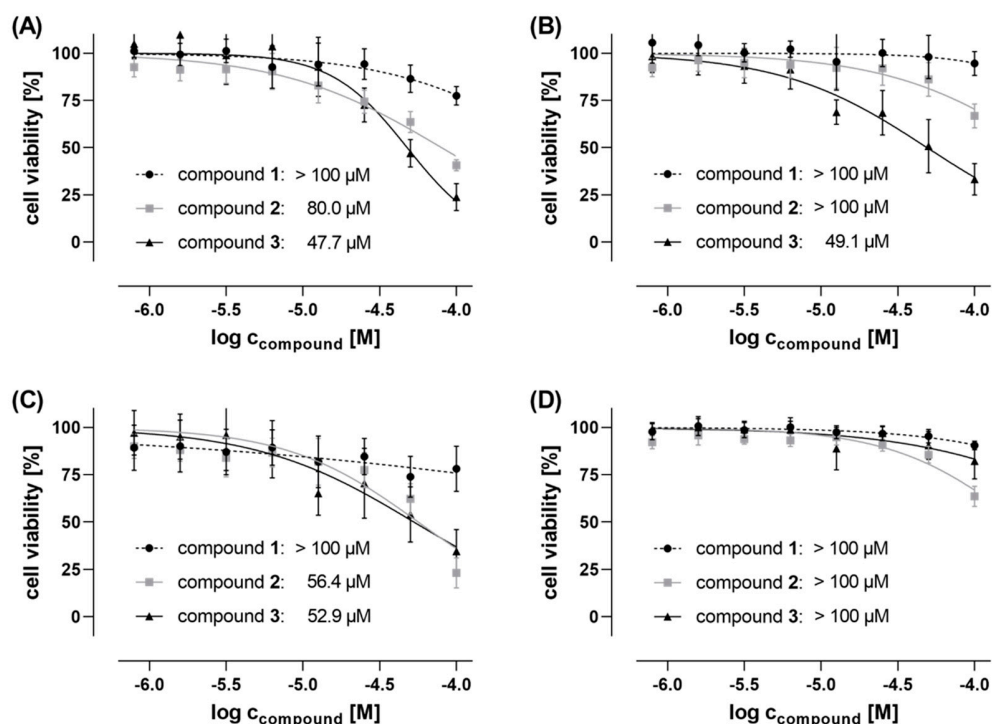 (A)
cell viability [%]
100
75
50
25
0
compound 1: > 100 µM
compound 2: 80.0 µM
compound 3: 47.7 µM
-6.0 -5.5 -5.0 -4.5 -4.0
log c compound [M]
(B)
cell viability [%]
100
75
50
25
0
compound 1: > 100 µM
compound 2: > 100 µM
compound 3: 49.1 µM
-6.0 -5.5 -5.0 -4.5 -4.0
log c compound [M]
(C)
cell viability [%]
100
75
50
25
0
compound 1: > 100 µM
compound 2: 56.4 µM
compound 3: 52.9 µM
-6.0 -5.5 -5.0 -4.5 -4.0
log c compound [M]
(D)
cell viability [%]
100
75
50
25
0
compound 1: > 100 µM
compound 2: > 100 µM
compound 3: > 100 µM
-6.0 -5.5 -5.0 -4.5 -4.0
log c compound [M]